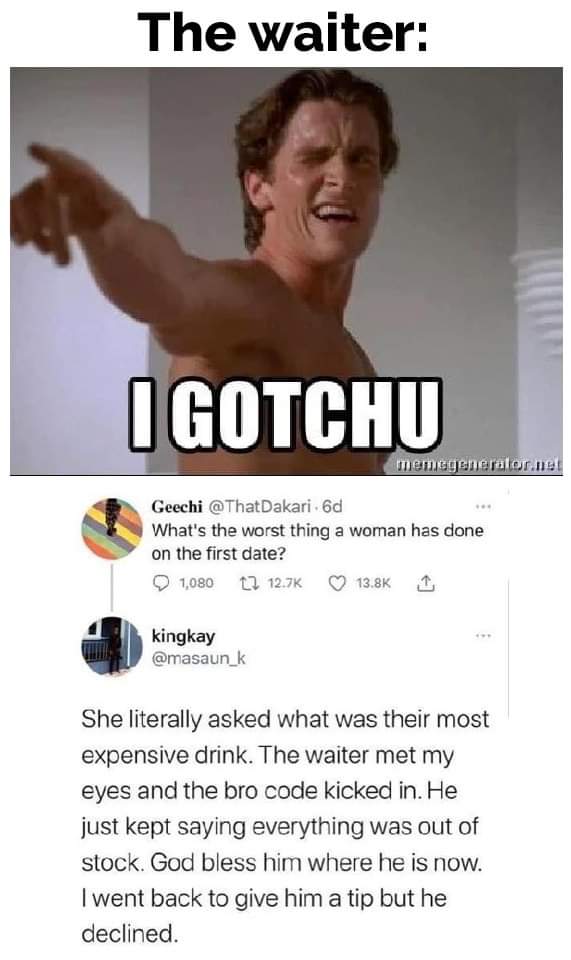 The waiter:
I GOTCHU
memegenerator.net
Geechi @ThatDakari · 6d
What's the worst thing a woman has done
on the first date?
1,080 12.7K 13.8K
kingkay
@masaun_k
She literally asked what was their most
expensive drink. The waiter met my
eyes and the bro code kicked in. He
just kept saying everything was out of
stock. God bless him where he is now.
I went back to give him a tip but he
declined.